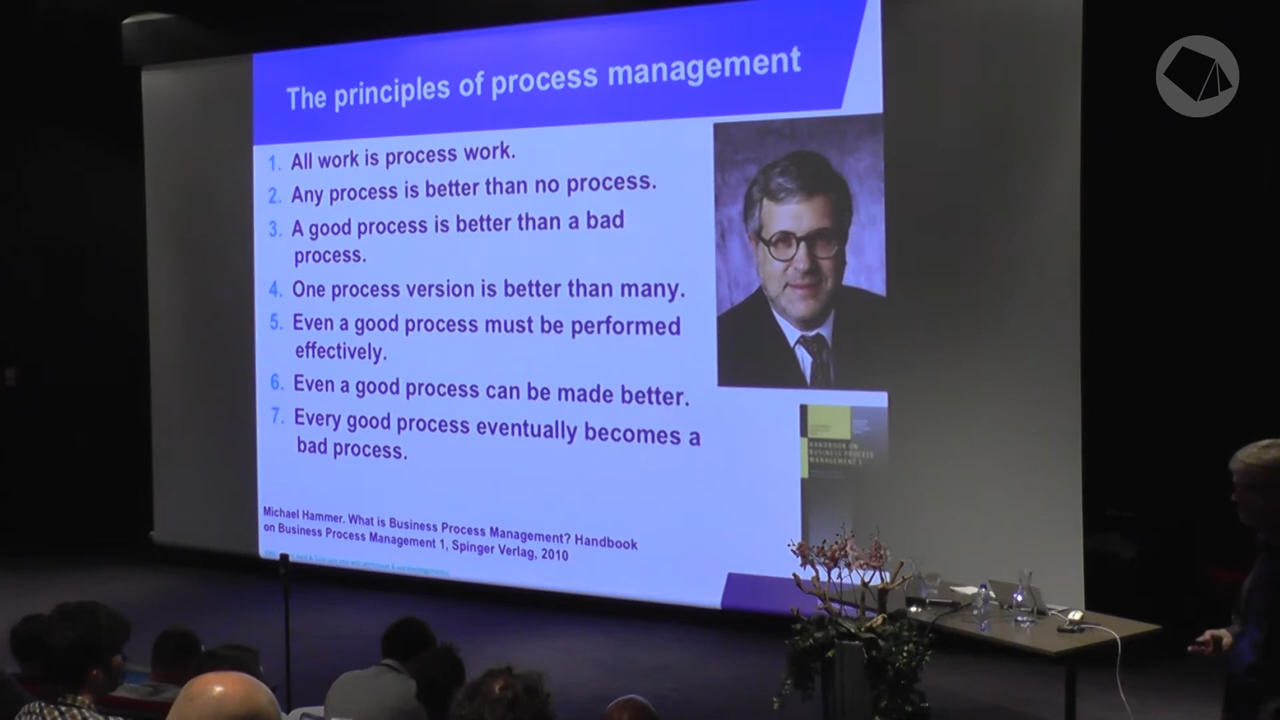 The principles of process management
1. All work is process work.
2. Any process is better than no process.
3. A good process is better than a bad
process.
4. One process version is better than many.
5. Even a good process must be performed
effectively.
6. Even a good process can be made better.
7. Every good process eventually becomes a
bad process.
Michael Hammer. What is Business Process Management? Handbook
on Business Process Management 1, Spinger Verlag, 2010
HANDBOOK ON
BUSINESS PROCESS
MANAGEMENT 1